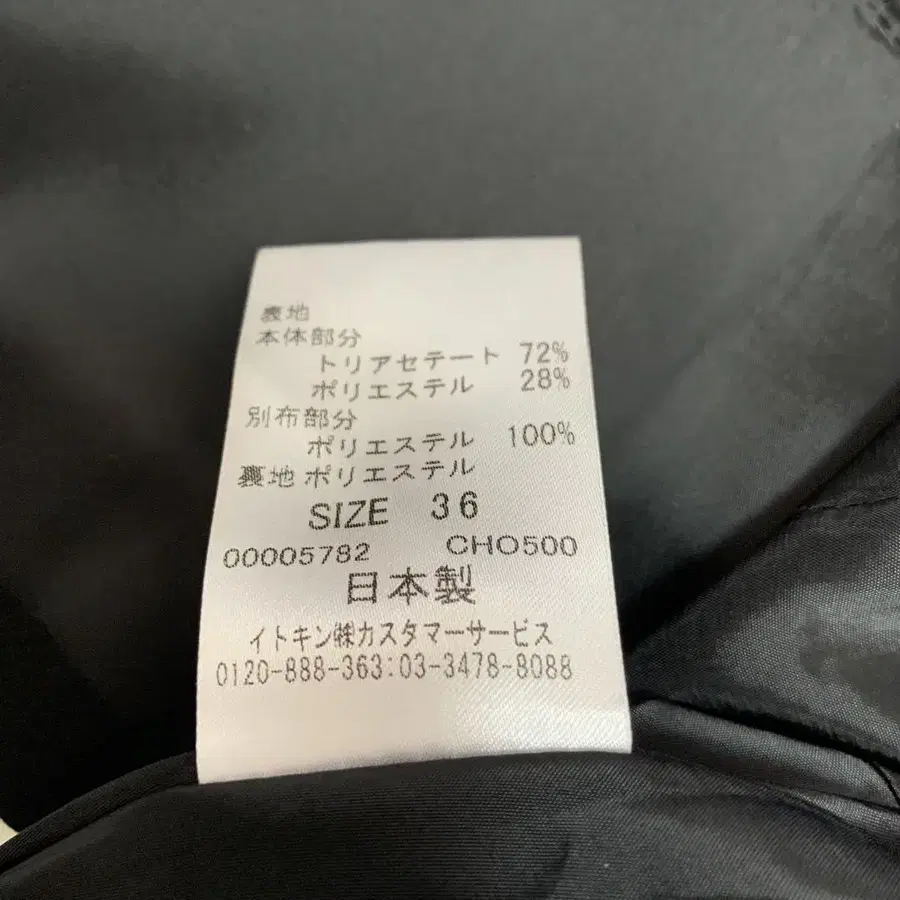 表地
本体部分
トリアセテート 72%
ポリエステル 28%
別布部分
ポリエステル 100%
裏地 ポリエステル
SIZE 36
00005782 CHO500
日本製
イトキン㈱カスタマーサービス
0120-888-363:03-3478-8088